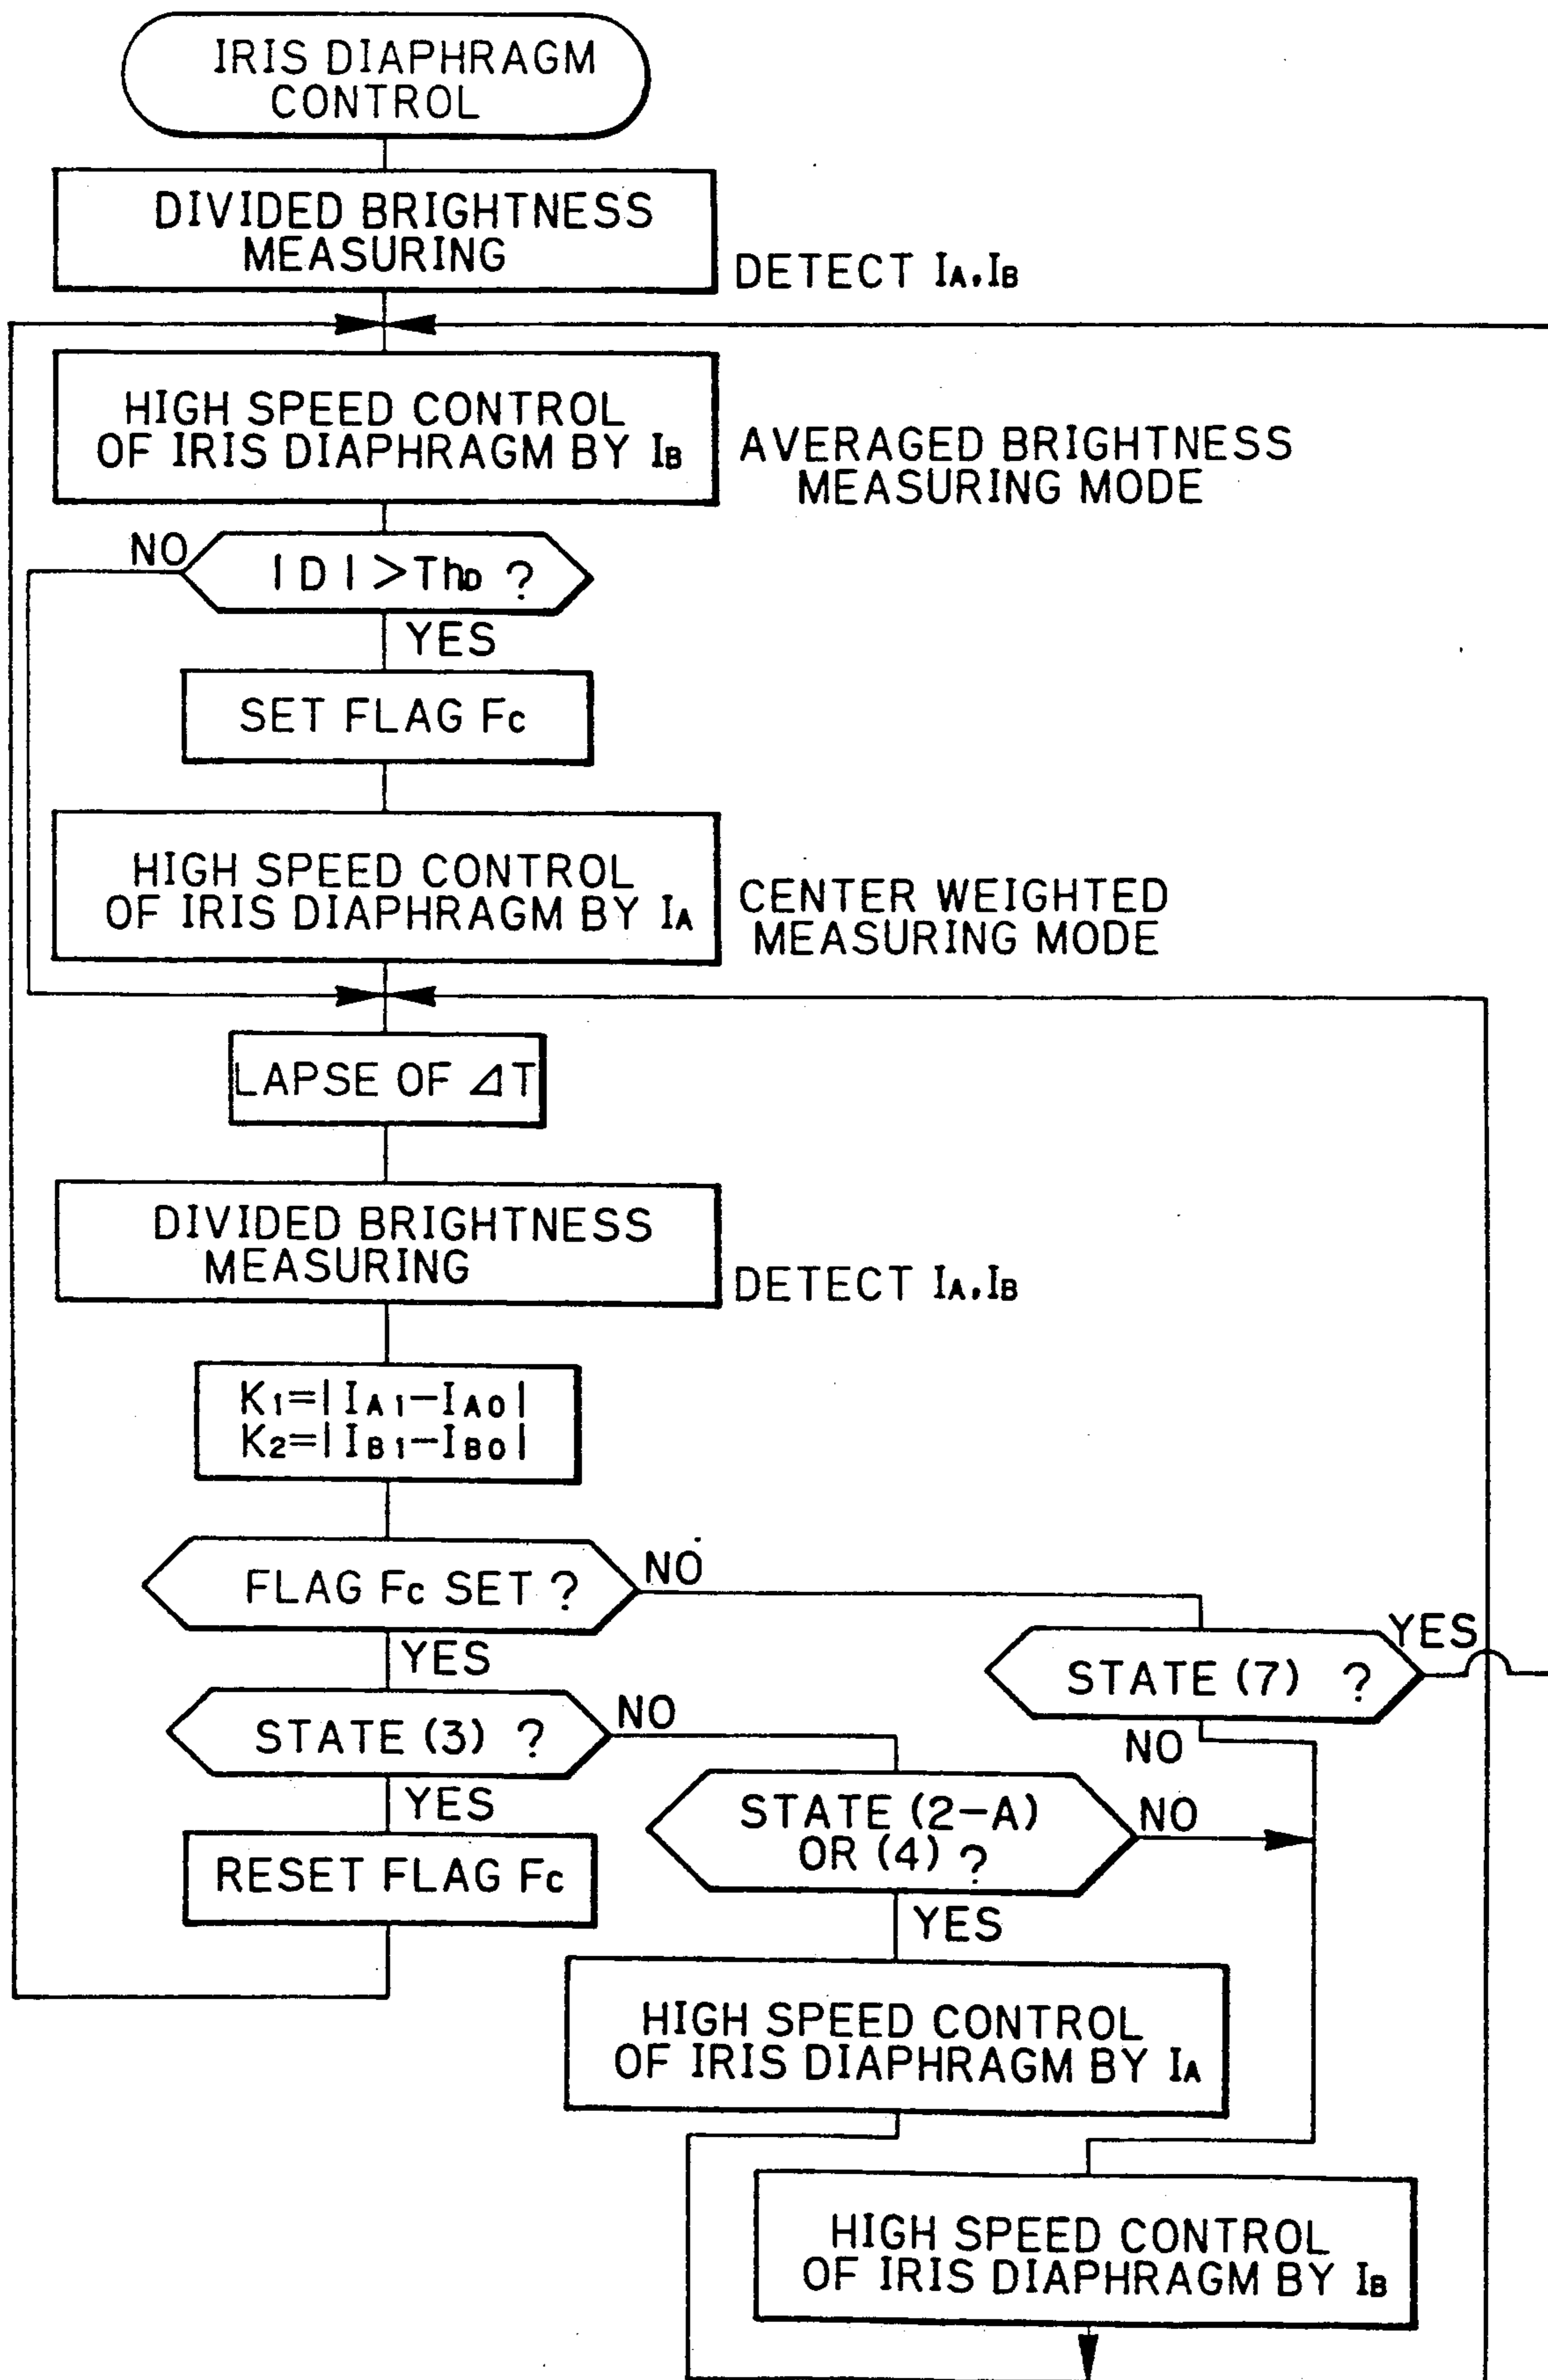 IRIS DIAPHRAGM
CONTROL
DIVIDED BRIGHTNESS
MEASURING
DETECT IA,IB
HIGH SPEED CONTROL
OF IRIS DIAPHRAGM BY IB
AVERAGED BRIGHTNESS
MEASURING MODE
NO
|D|>ThD ?
YES
SET FLAG Fc
HIGH SPEED CONTROL
OF IRIS DIAPHRAGM BY IA
CENTER WEIGHTED
MEASURING MODE
LAPSE OF ⊿T
DIVIDED BRIGHTNESS
MEASURING
DETECT IA,IB
K1=|IA1-IA0|
K2=|IB1-IB0|
FLAG Fc SET ?
NO
YES
STATE (7) ?
YES
NO
STATE (3) ?
NO
YES
STATE (2-A)
OR (4) ?
NO
YES
RESET FLAG Fc
HIGH SPEED CONTROL
OF IRIS DIAPHRAGM BY IA
HIGH SPEED CONTROL
OF IRIS DIAPHRAGM BY IB